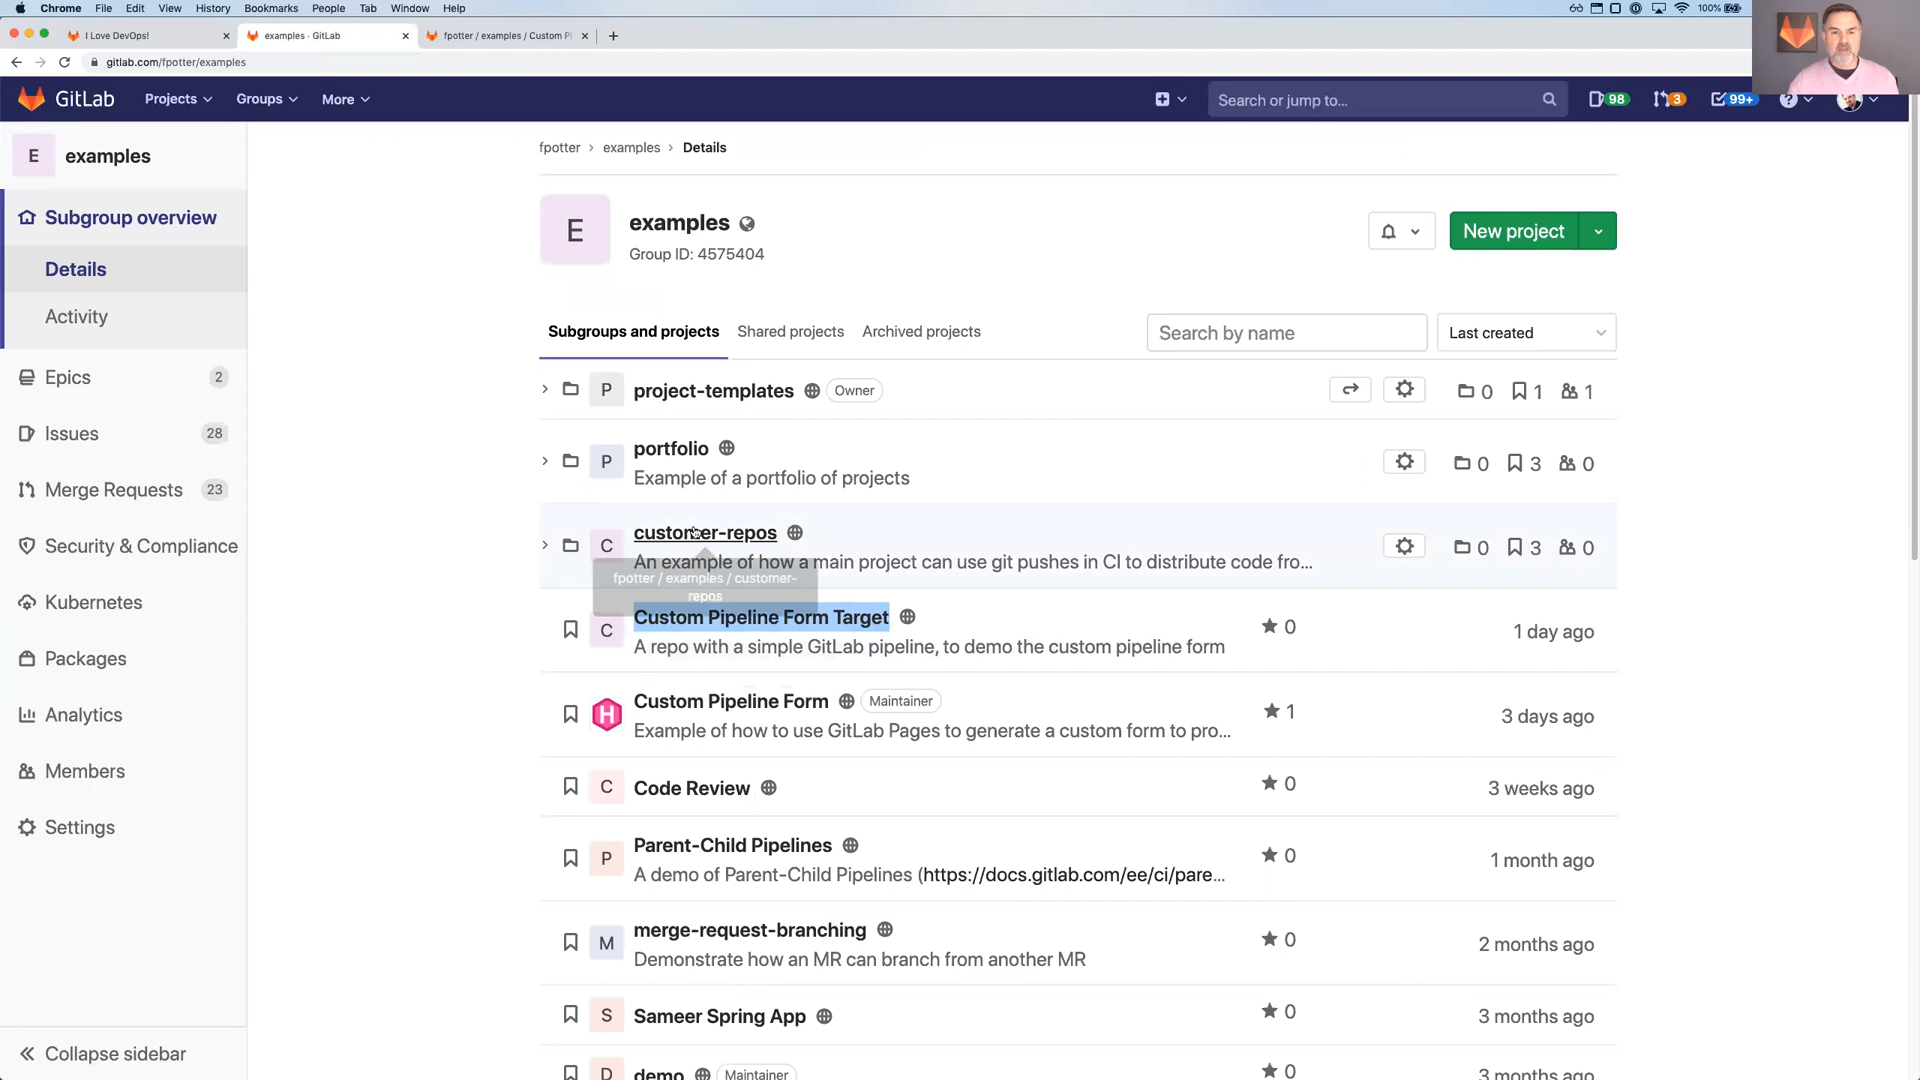 Chrome File Edit View History Bookmarks People Tab Window Help 100%
I Love DevOps! examples · GitLab fpotter / examples / Custom Pi
gitlab.com/fpotter/examples
GitLab Projects Groups More Search or jump to... 98 3 99+
E examples
Subgroup overview
Details
Activity
Epics 2
Issues 28
Merge Requests 23
Security & Compliance
Kubernetes
Packages
Analytics
Members
Settings
Collapse sidebar
fpotter › examples › Details
E examples
Group ID: 4575404
New project
Subgroups and projects Shared projects Archived projects Search by name Last created
P project-templates Owner 0 1 1
P portfolio 0 3 0
Example of a portfolio of projects
C customer-repos 0 3 0
An example of how a main project can use git pushes in CI to distribute code fro...
fpotter / examples / customer-
repos
C Custom Pipeline Form Target 0 1 day ago
A repo with a simple GitLab pipeline, to demo the custom pipeline form
H Custom Pipeline Form Maintainer 1 3 days ago
Example of how to use GitLab Pages to generate a custom form to pro...
C Code Review 0 3 weeks ago
P Parent-Child Pipelines 0 1 month ago
A demo of Parent-Child Pipelines (https://docs.gitlab.com/ee/ci/pare...
M merge-request-branching 0 2 months ago
Demonstrate how an MR can branch from another MR
S Sameer Spring App 0 3 months ago
D demo Maintainer 0 3 months ago